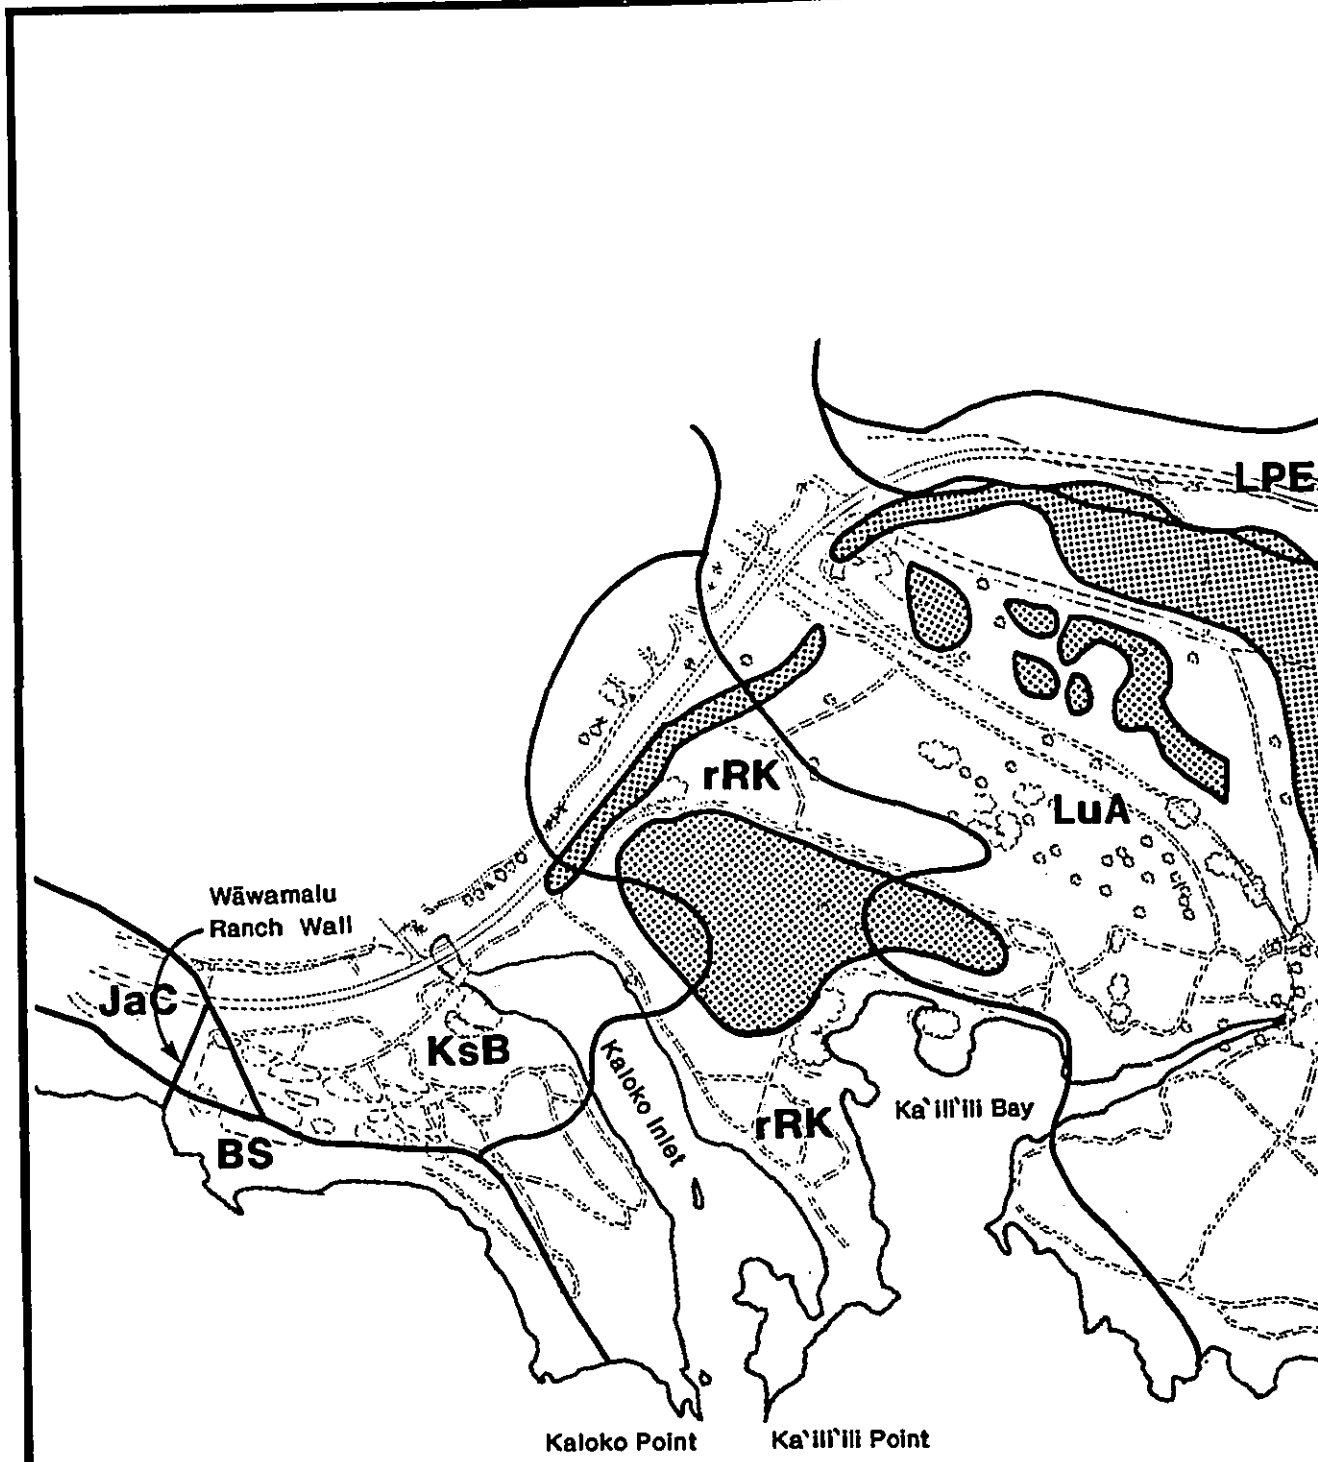 LPE
rRK
LuA
Wāwamalu
Ranch Wall
JaC
KsB
Kaloko Inlet
Ka`ili`ili Bay
rRK
BS
Kaloko Point
Ka`ili`ili Point